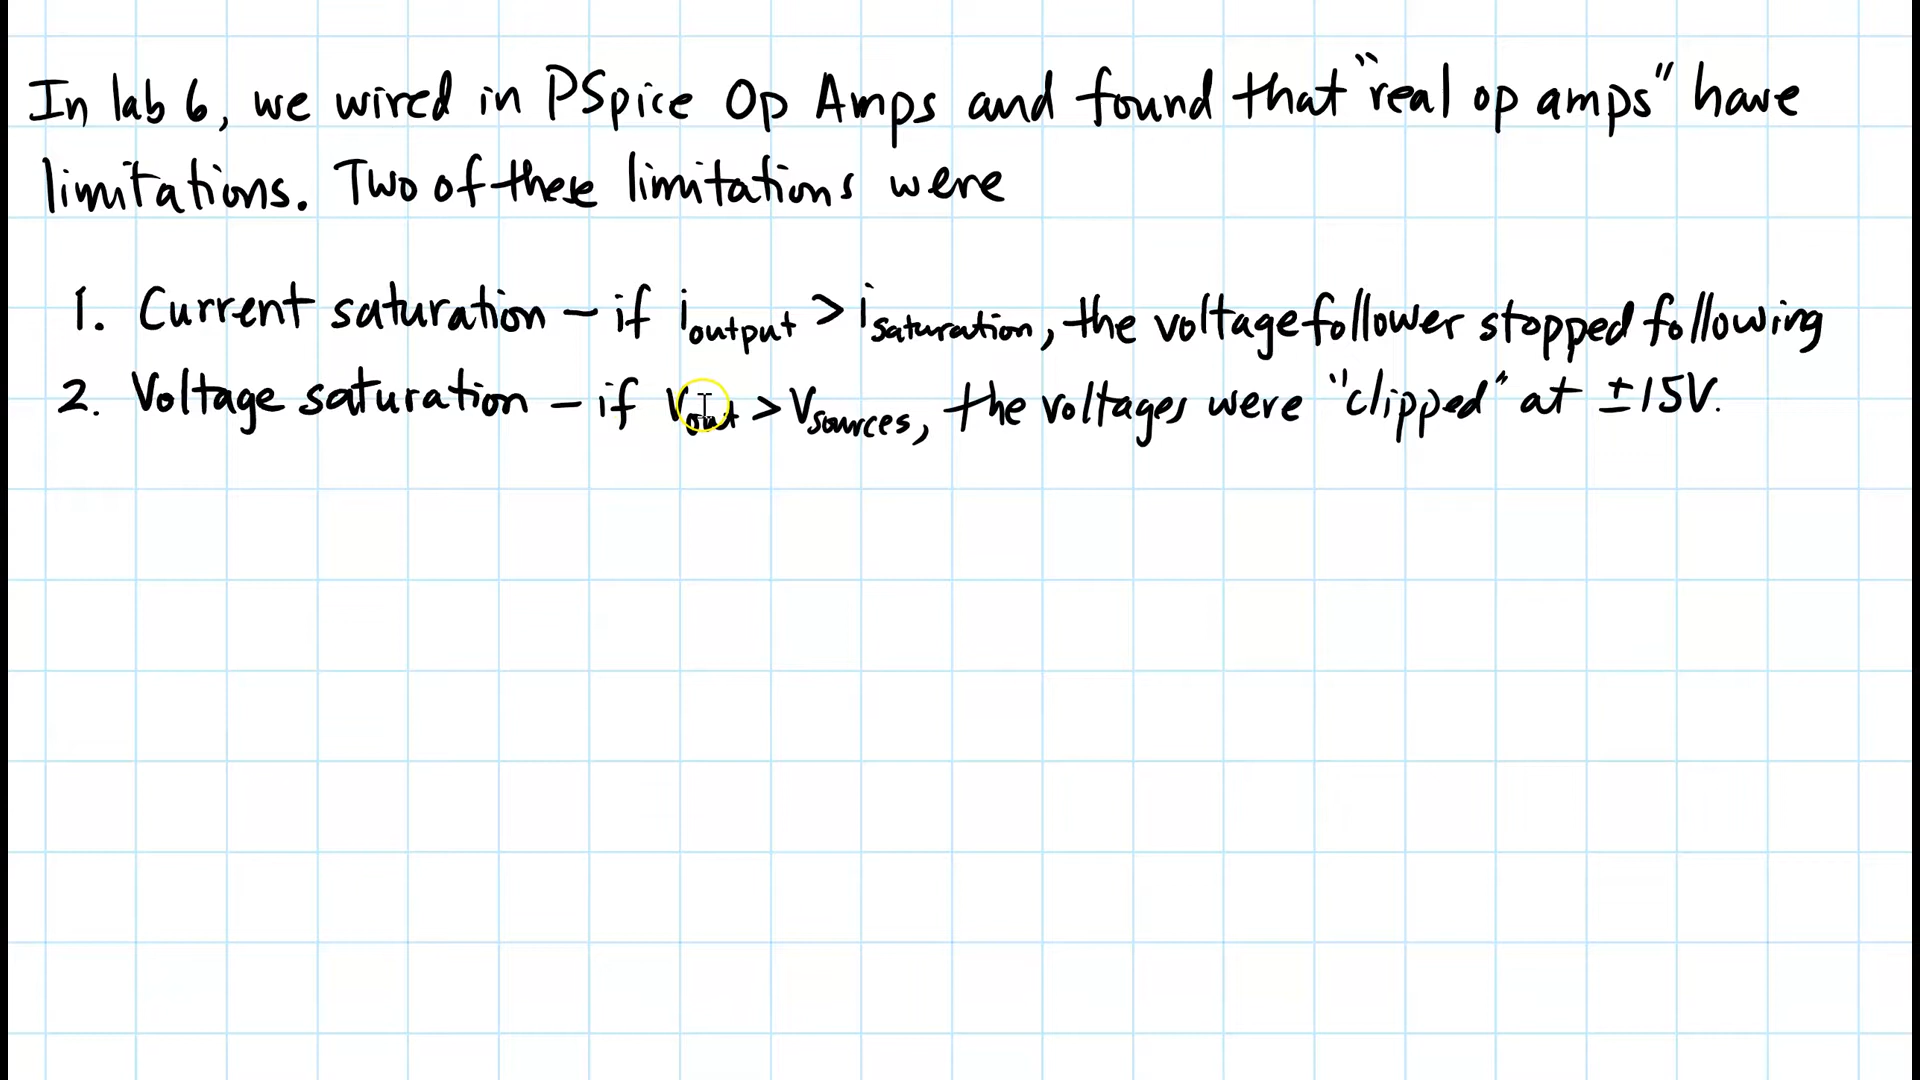 In lab 6, we wired in PSpice Op Amps and found that "real op amps" have
limitations. Two of these limitations were
1. Current saturation - if i output > i saturation, the voltage follower stopped following
2. Voltage saturation - if Vout > Vsources, the voltages were "clipped" at ±15V.